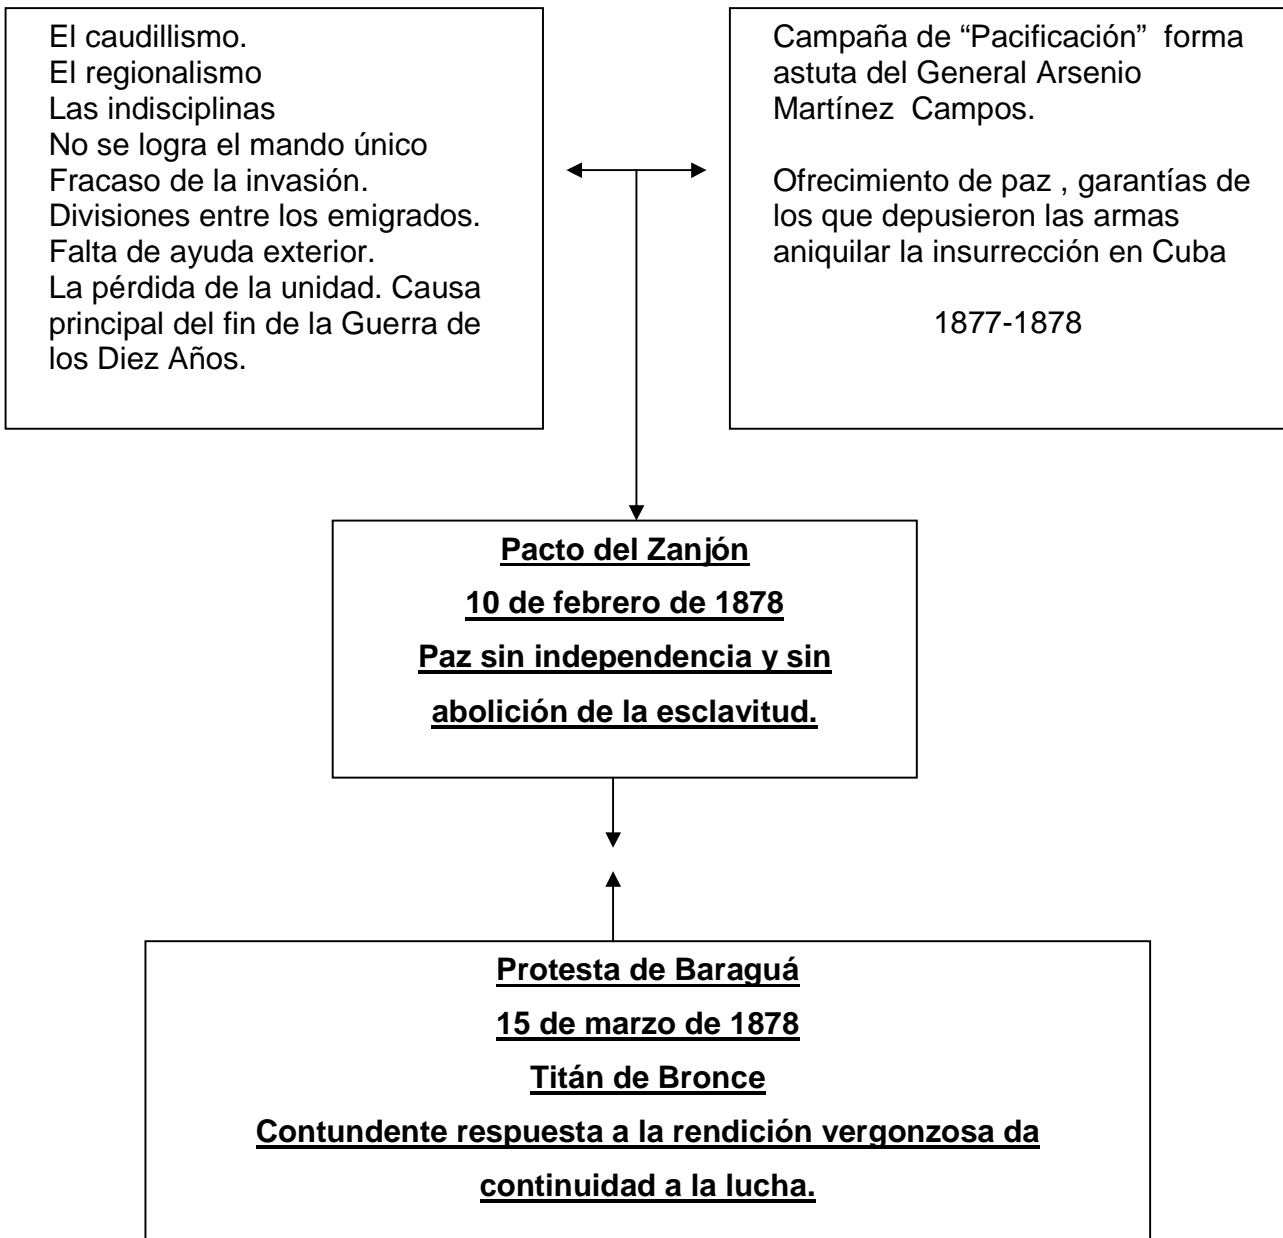 El caudillismo.
El regionalismo
Las indisciplinas
No se logra el mando único
Fracaso de la invasión.
Divisiones entre los emigrados.
Falta de ayuda exterior.
La pérdida de la unidad. Causa
principal del fin de la Guerra de
los Diez Años.
Campaña de “Pacificación”  forma
astuta del General Arsenio
Martínez  Campos.
Ofrecimiento de paz , garantías de
los que depusieron las armas
aniquilar la insurrección en Cuba
1877-1878
Pacto del Zanjón
10 de febrero de 1878
Paz sin independencia y sin
abolición de la esclavitud.
Protesta de Baraguá
15 de marzo de 1878
Titán de Bronce
Contundente respuesta a la rendición vergonzosa da
continuidad a la lucha.